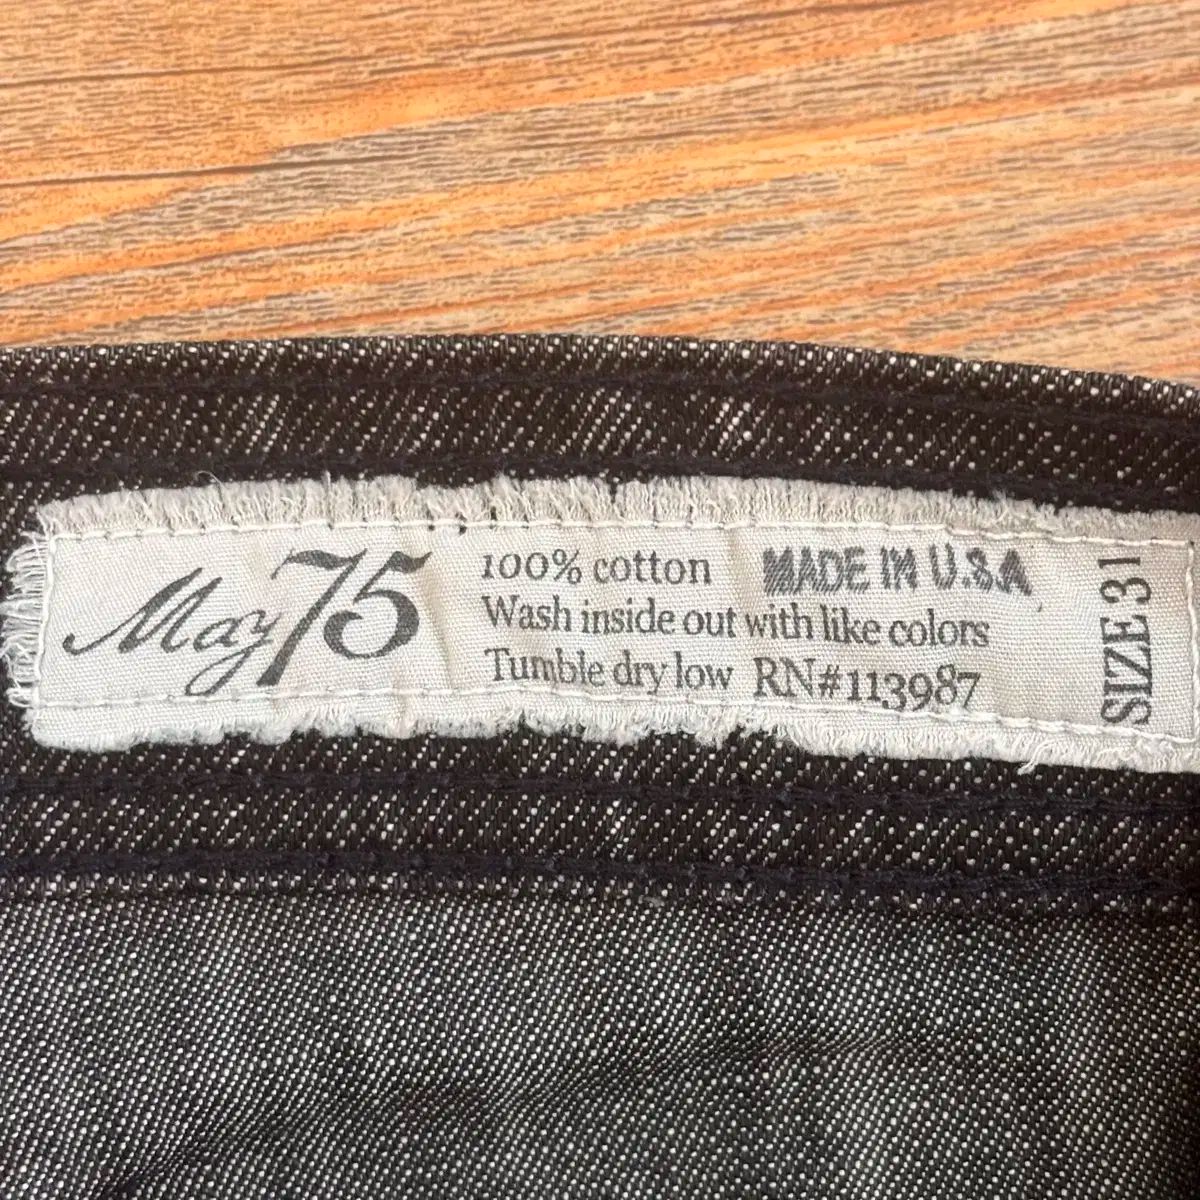 May 75
100% cotton MADE IN U.S.A
Wash inside out with like colors
Tumble dry low RN#113987
SIZE 31